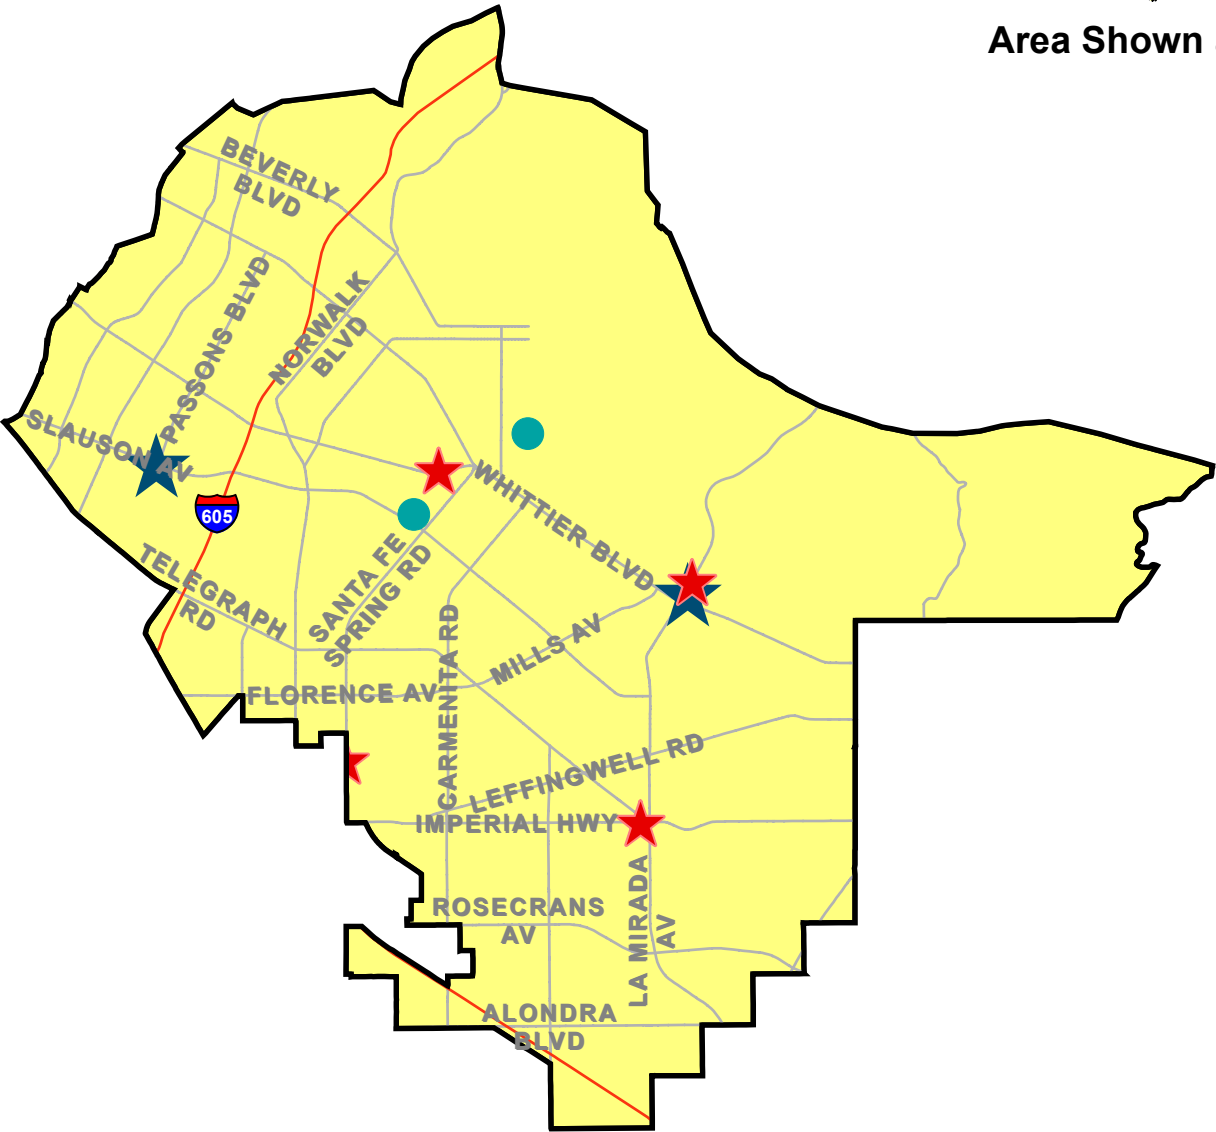 Area Shown
BEVERLY
BLVD
PASSONS BLVD
NORWALK
BLVD
SLAUSON AV
605
WHITTIER BLVD
TELEGRAPH
RD
SANTA FE
SPRING RD
MILLS AV
FLORENCE AV
CARMENITA RD
LEFFINGWELL RD
IMPERIAL HWY
ROSECRANS
AV
LA MIRADA
AV
ALONDRA
BLVD